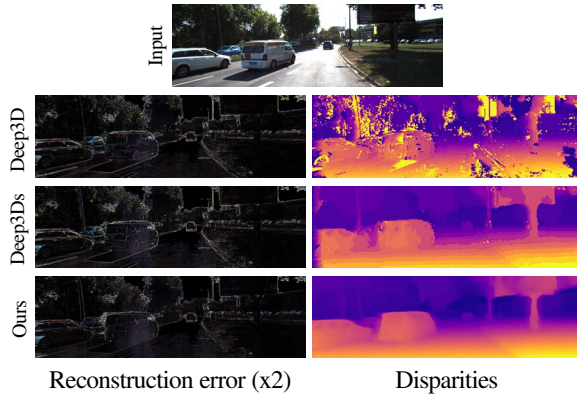 Input
Deep3D
Deep3Ds
Ours
Reconstruction error (x2)
Disparities